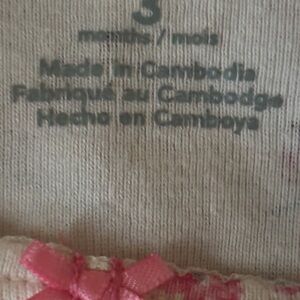 3
months / mois
Made in Cambodia
Fabriqué au Cambodge
Hecho en Camboya